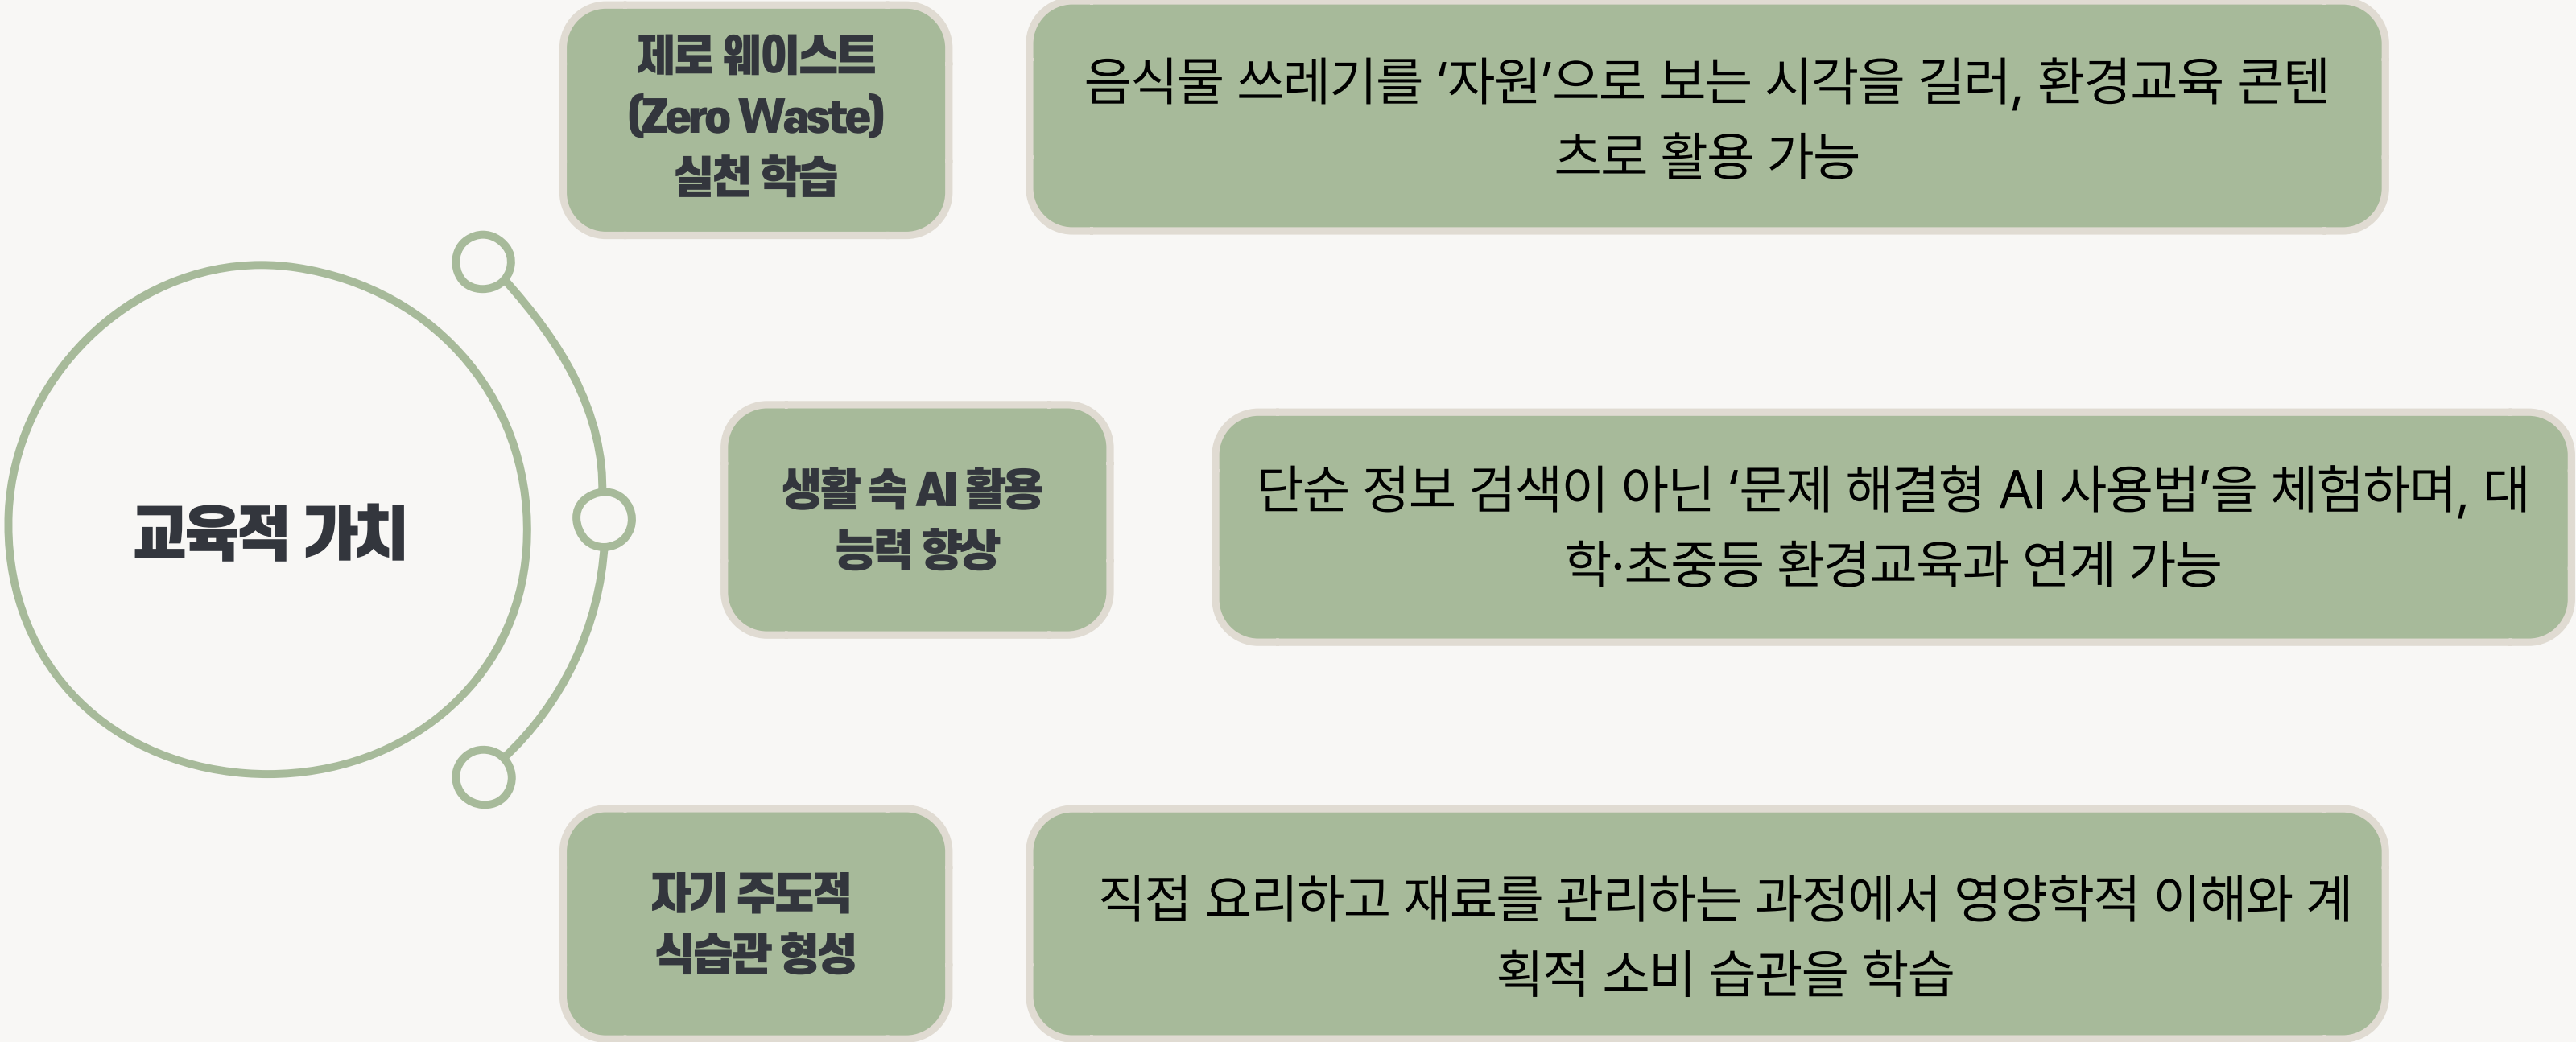 교육적 가치
제로 웨이스트
(Zero Waste)
실천 학습
음식물 쓰레기를 ‘자원’으로 보는 시각을 길러, 환경교육 콘텐
츠로 활용 가능
생활 속 AI 활용
능력 향상
단순 정보 검색이 아닌 ‘문제 해결형 AI 사용법’을 체험하며, 대
학·초중등 환경교육과 연계 가능
자기 주도적
식습관 형성
직접 요리하고 재료를 관리하는 과정에서 영양학적 이해와 계
획적 소비 습관을 학습